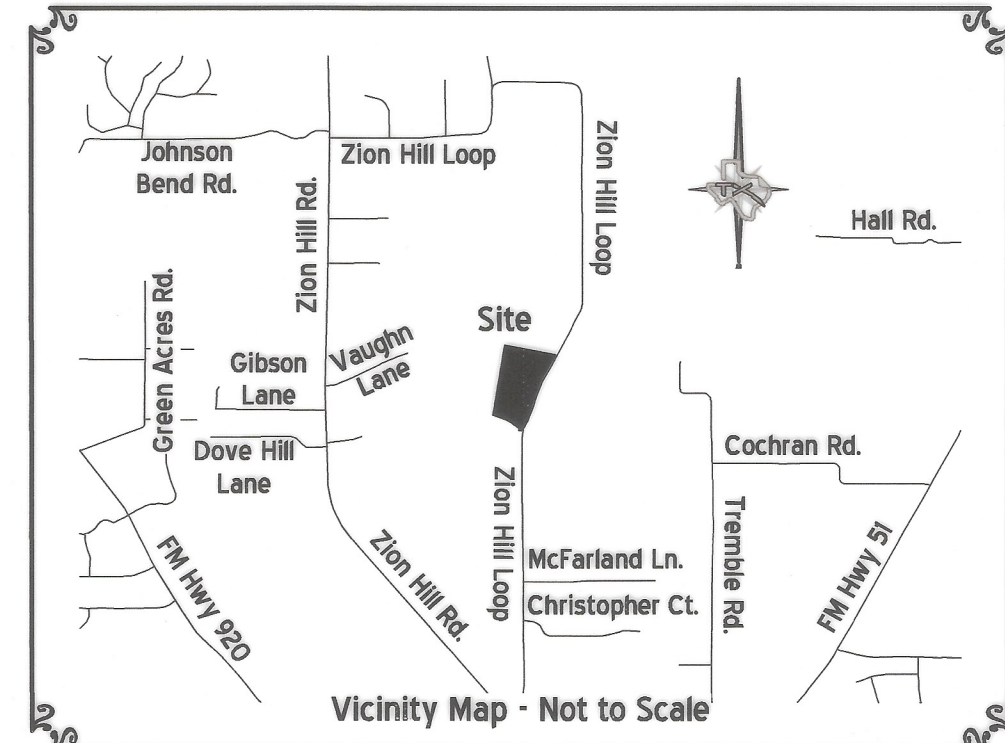 Johnson
Bend Rd.
Zion Hill Loop
Zion Hill Rd.
Zion Hill Loop
TX
Hall Rd.
Green Acres Rd.
Site
Gibson
Lane
Vaughn
Lane
Dove Hill
Lane
Cochran Rd.
FM Hwy 920
Zion Hill Rd.
Zion Hill Loop
McFarland Ln.
Christopher Ct.
Tremble Rd.
FM Hwy 51
Vicinity Map - Not to Scale